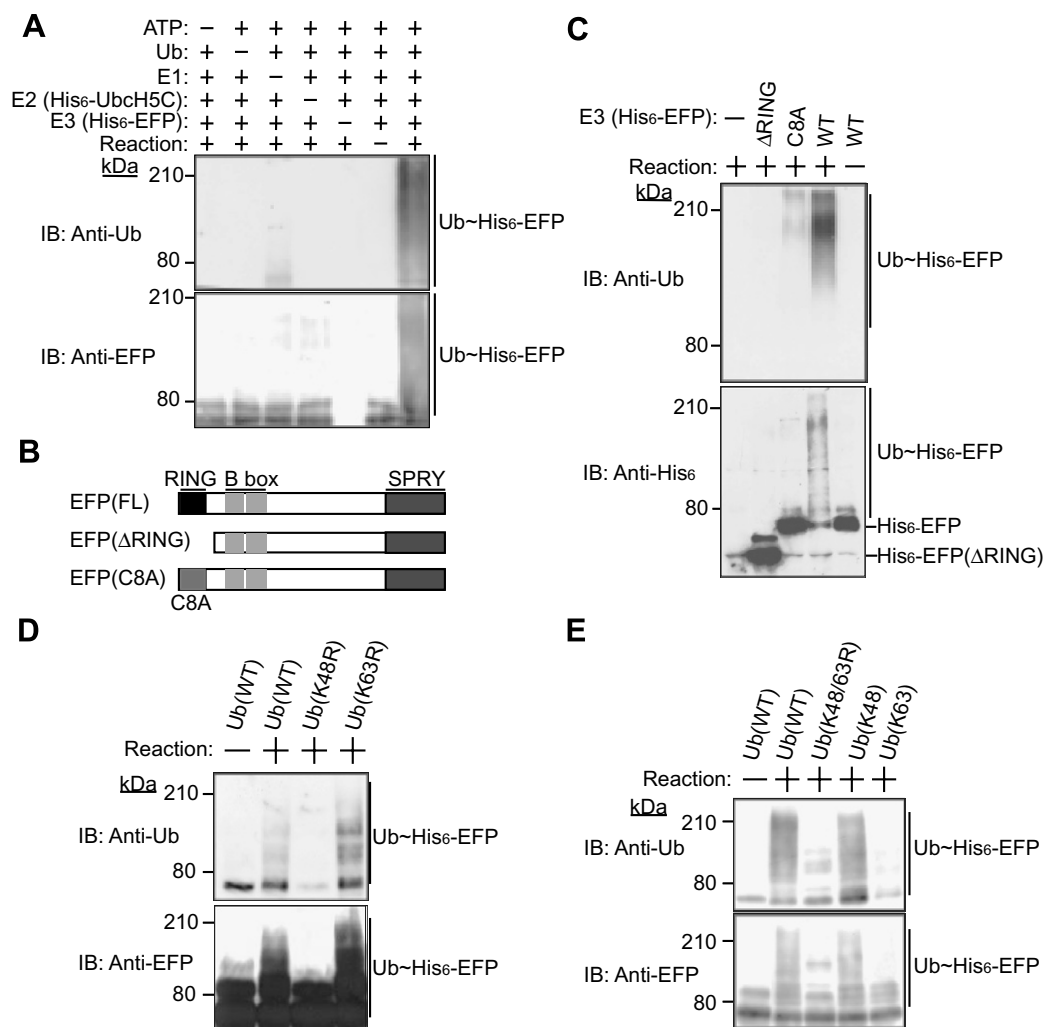 A
ATP: – + + + + + +
Ub: + – + + + + +
E1: + + – + + + +
E2 (His6-UbcH5C): + + + – + + +
E3 (His6-EFP): + + + + – + +
Reaction: + + + + + – +
kDa
210
80
IB: Anti-Ub
Ub~His6-EFP
210
80
IB: Anti-EFP
Ub~His6-EFP
B
RING B box SPRY
EFP(FL)
EFP(ΔRING)
EFP(C8A)
C8A
C
E3 (His6-EFP): – ΔRING C8A WT WT
Reaction: + + + + –
kDa
210
IB: Anti-Ub
Ub~His6-EFP
80
210
IB: Anti-His6
Ub~His6-EFP
80
His6-EFP
His6-EFP(ΔRING)
D
Ub(WT) Ub(WT) Ub(K48R) Ub(K63R)
Reaction: – + + +
kDa
210
IB: Anti-Ub
Ub~His6-EFP
80
210
IB: Anti-EFP
Ub~His6-EFP
80
E
Ub(WT) Ub(WT) Ub(K48/63R) Ub(K48) Ub(K63)
Reaction: – + + + +
kDa
210
IB: Anti-Ub
Ub~His6-EFP
80
210
IB: Anti-EFP
Ub~His6-EFP
80